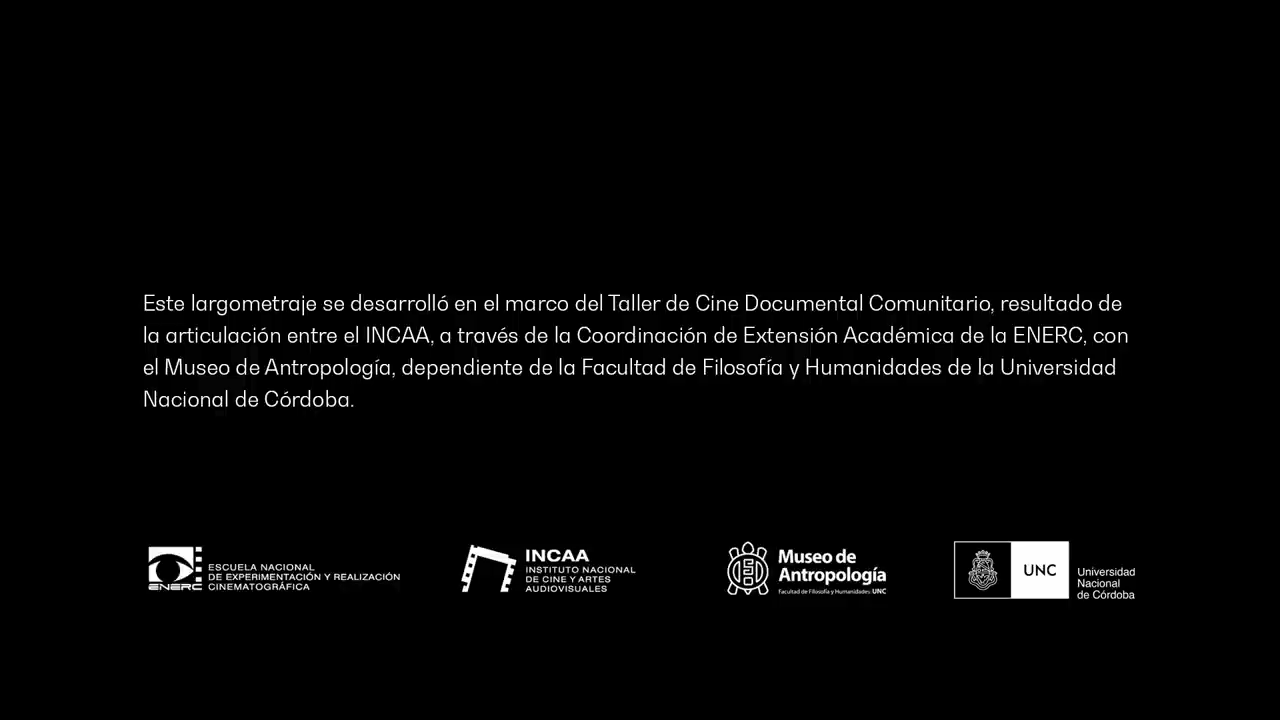 Este largometraje se desarrolló en el marco del Taller de Cine Documental Comunitario, resultado de
la articulación entre el INCAA, a través de la Coordinación de Extensión Académica de la ENERC, con
el Museo de Antropología, dependiente de la Facultad de Filosofía y Humanidades de la Universidad
Nacional de Córdoba.
ENERC
ESCUELA NACIONAL
DE EXPERIMENTACIÓN Y REALIZACIÓN
CINEMATOGRÁFICA
INCAA
INSTITUTO NACIONAL
DE CINE Y ARTES
AUDIOVISUALES
Museo de
Antropología
Facultad de Filosofía y Humanidades UNC
UNC
Universidad
Nacional
de Córdoba